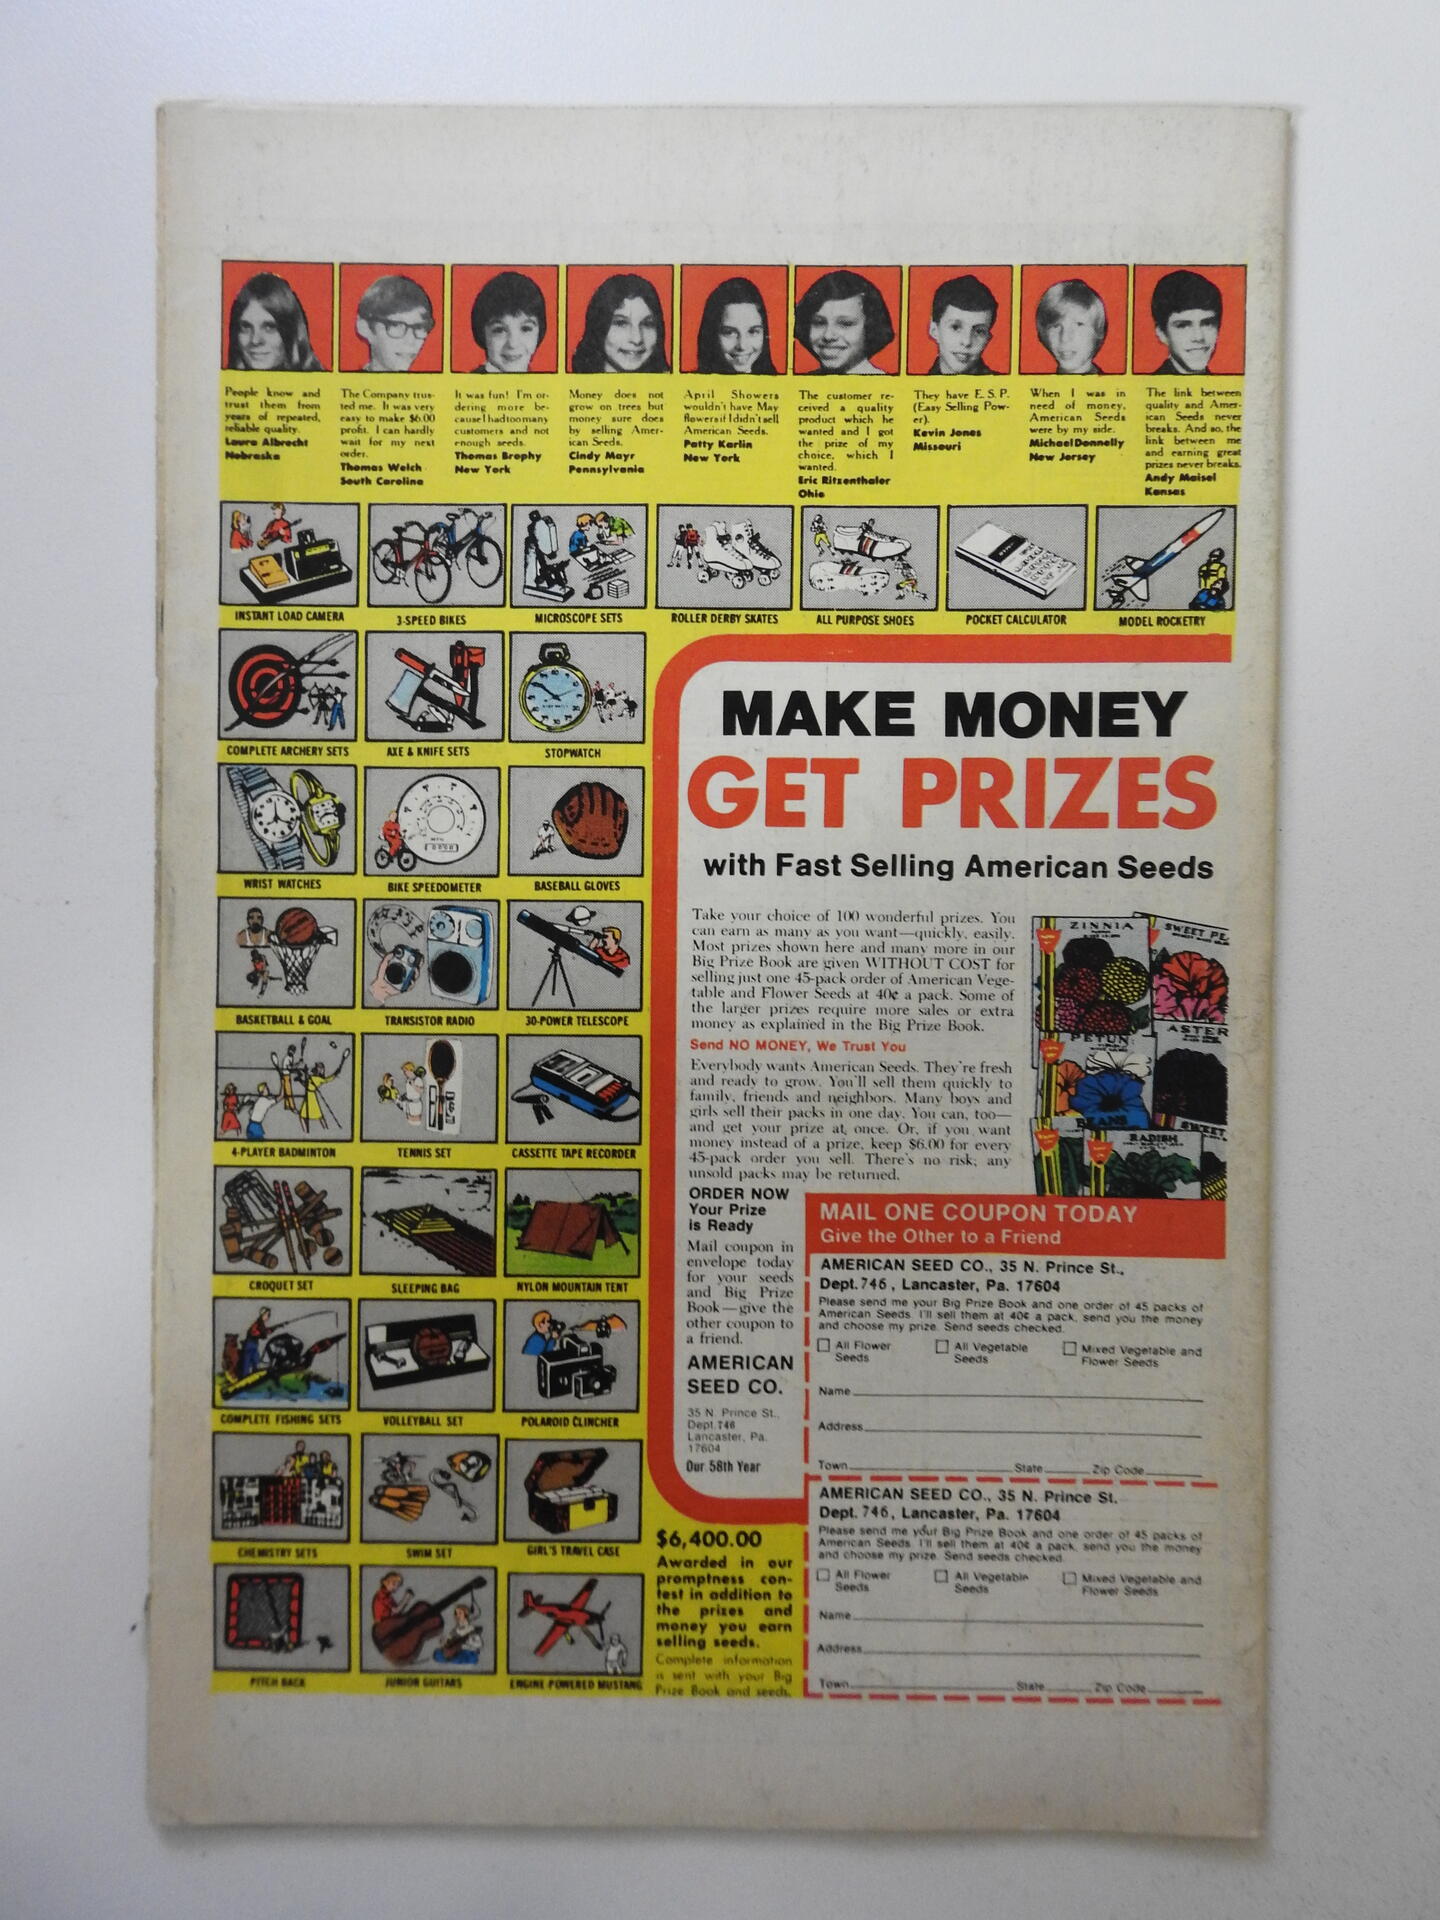 People know and
trust them from
years of repeated,
reliable quality.
Laura Albrecht
Nebraska
The Company trus-
ted me. It was very
easy to make $6.00
profit. I can hardly
wait for my next
order.
Thomas Welch
South Carolina
It was fun! I'm or-
dering more be-
cause I had too many
customers and not
enough seeds.
Thomas Brophy
New York
Money does not
grow on trees but
money sure does
by selling Amer-
ican Seeds.
Cindy Mayr
Pennsylvania
April Showers
wouldn't have May
flowers if I didn't sell
American Seeds.
Patty Karlin
New York
The customer re-
ceived a quality
product which he
wanted and I got
the prize of my
choice, which I
wanted.
Eric Ritzenthaler
Ohio
They have E.S.P.
(Easy Selling Pow-
er).
Kevin Jones
Missouri
When I was in
need of money,
American Seeds
were by my side.
Michael Donnelly
New Jersey
The link between
quality and Amer-
ican Seeds never
breaks. And so, the
link between me
and earning great
prizes never breaks.
Andy Maisel
Kansas
INSTANT LOAD CAMERA
3-SPEED BIKES
MICROSCOPE SETS
ROLLER DERBY SKATES
ALL PURPOSE SHOES
POCKET CALCULATOR
MODEL ROCKETRY
COMPLETE ARCHERY SETS
AXE & KNIFE SETS
STOPWATCH
WRIST WATCHES
BIKE SPEEDOMETER
BASEBALL GLOVES
BASKETBALL & GOAL
TRANSISTOR RADIO
30-POWER TELESCOPE
4-PLAYER BADMINTON
TENNIS SET
CASSETTE TAPE RECORDER
CROQUET SET
SLEEPING BAG
NYLON MOUNTAIN TENT
COMPLETE FISHING SETS
VOLLEYBALL SET
POLAROID CLINCHER
CHEMISTRY SETS
SWIM SET
GIRL'S TRAVEL CASE
PITCH BACK
JUNIOR GUITARS
ENGINE POWERED MUSTANG
MAKE MONEY
GET PRIZES
with Fast Selling American Seeds
Take your choice of 100 wonderful prizes. You
can earn as many as you want—quickly, easily.
Most prizes shown here and many more in our
Big Prize Book are given WITHOUT COST for
selling just one 45-pack order of American Vege-
table and Flower Seeds at 40¢ a pack. Some of
the larger prizes require more sales or extra
money as explained in the Big Prize Book.
Send NO MONEY, We Trust You
Everybody wants American Seeds. They're fresh
and ready to grow. You'll sell them quickly to
family, friends and neighbors. Many boys and
girls sell their packs in one day. You can, too—
and get your prize at once. Or, if you want
money instead of a prize, keep $6.00 for every
45-pack order you sell. There's no risk; any
unsold packs may be returned.
ZINNIA
SWEET PE
ASTER
PETUN
BEANS
SWEET
RADISH
ORDER NOW
Your Prize
is Ready
Mail coupon in
envelope today
for your seeds
and Big Prize
Book—give the
other coupon to
a friend.
AMERICAN
SEED CO.
35 N. Prince St.,
Dept. 746
Lancaster, Pa.
17604
Our 58th Year
$6,400.00
Awarded in our
promptness con-
test in addition to
the prizes and
money you earn
selling seeds.
Complete information
is sent with your Big
Prize Book and seeds.
MAIL ONE COUPON TODAY
Give the Other to a Friend
AMERICAN SEED CO., 35 N. Prince St.,
Dept. 746, Lancaster, Pa. 17604
Please send me your Big Prize Book and one order of 45 packs of
American Seeds. I'll sell them at 40¢ a pack, send you the money
and choose my prize. Send seeds checked.
All Flower Seeds
All Vegetable Seeds
Mixed Vegetable and Flower Seeds
Name
Address
Town State Zip Code
AMERICAN SEED CO., 35 N. Prince St.
Dept. 746, Lancaster, Pa. 17604
Please send me your Big Prize Book and one order of 45 packs of
American Seeds. I'll sell them at 40¢ a pack, send you the money
and choose my prize. Send seeds checked.
All Flower Seeds
All Vegetable Seeds
Mixed Vegetable and Flower Seeds
Name
Address
Town State Zip Code